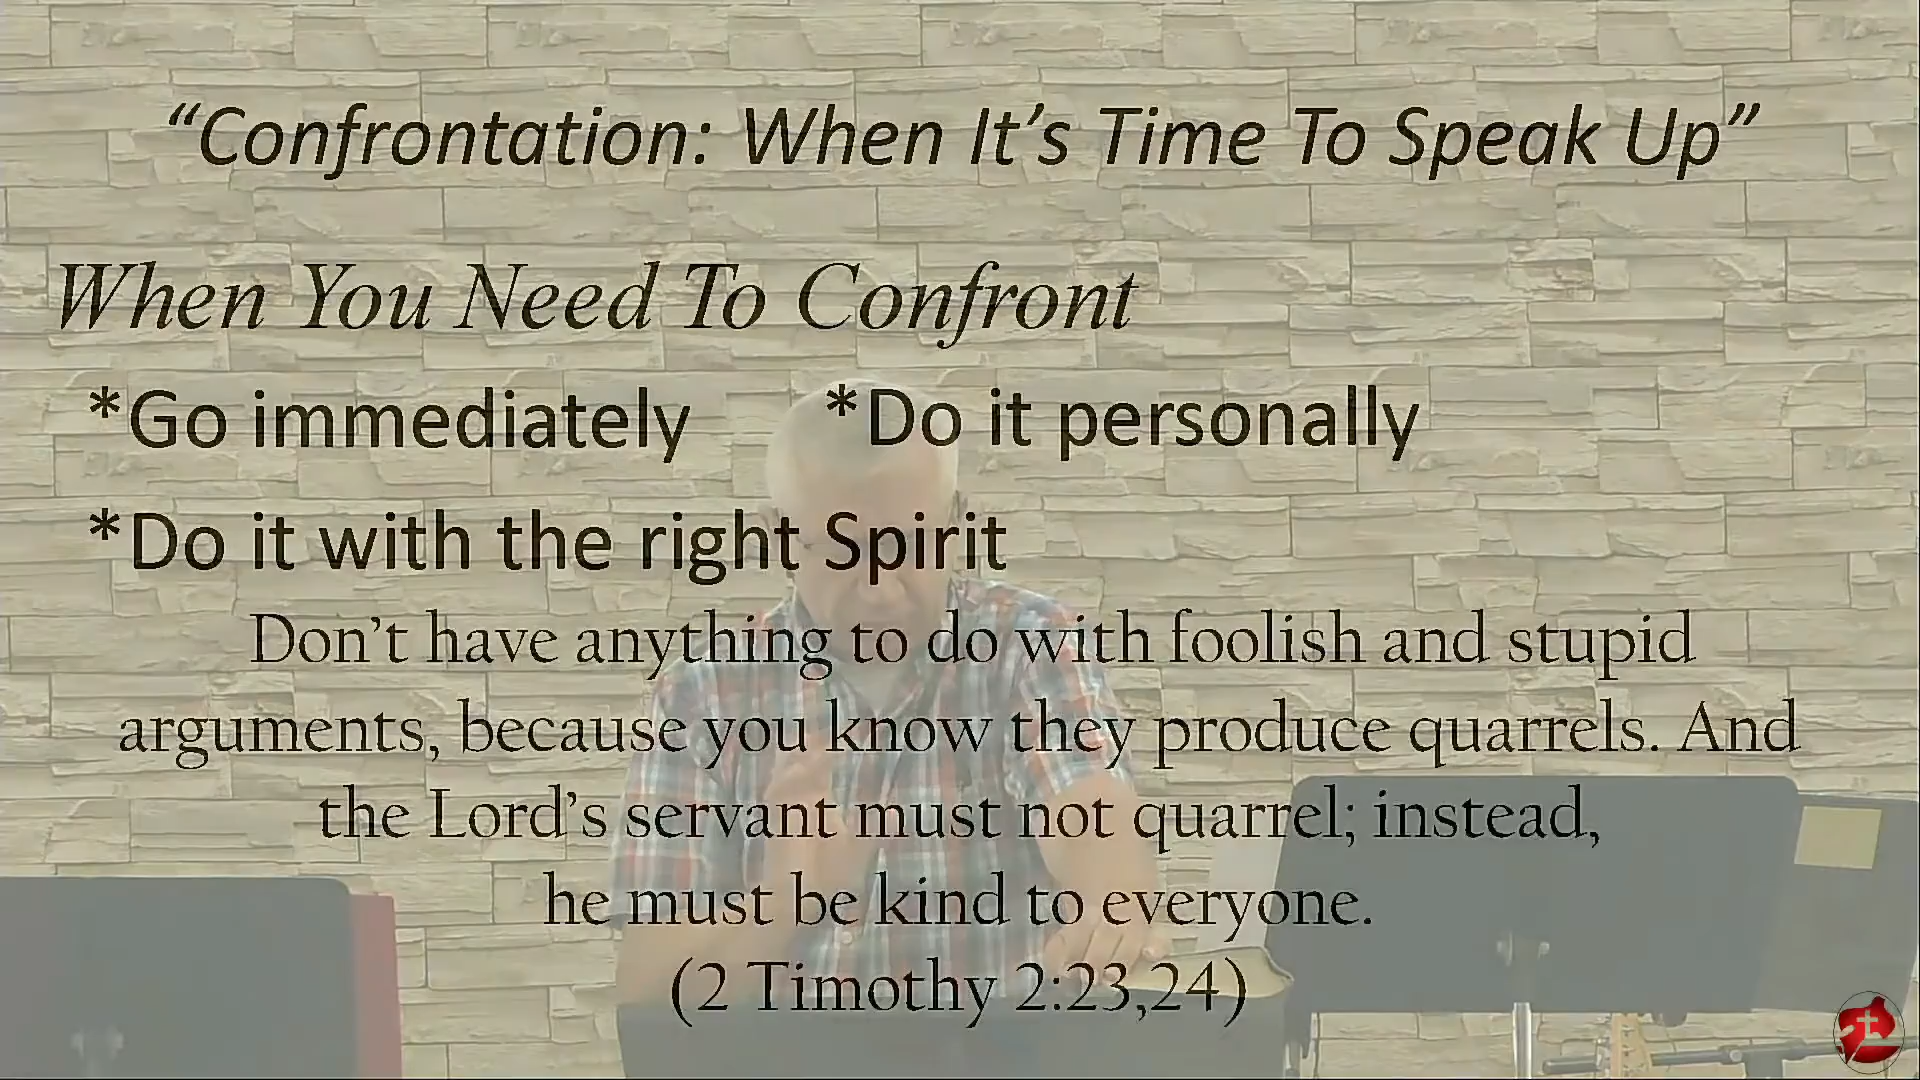 “Confrontation: When It’s Time To Speak Up”
When You Need To Confront
*Go immediately *Do it personally
*Do it with the right Spirit
Don’t have anything to do with foolish and stupid
arguments, because you know they produce quarrels. And
the Lord’s servant must not quarrel; instead,
he must be kind to everyone.
(2 Timothy 2:23,24)